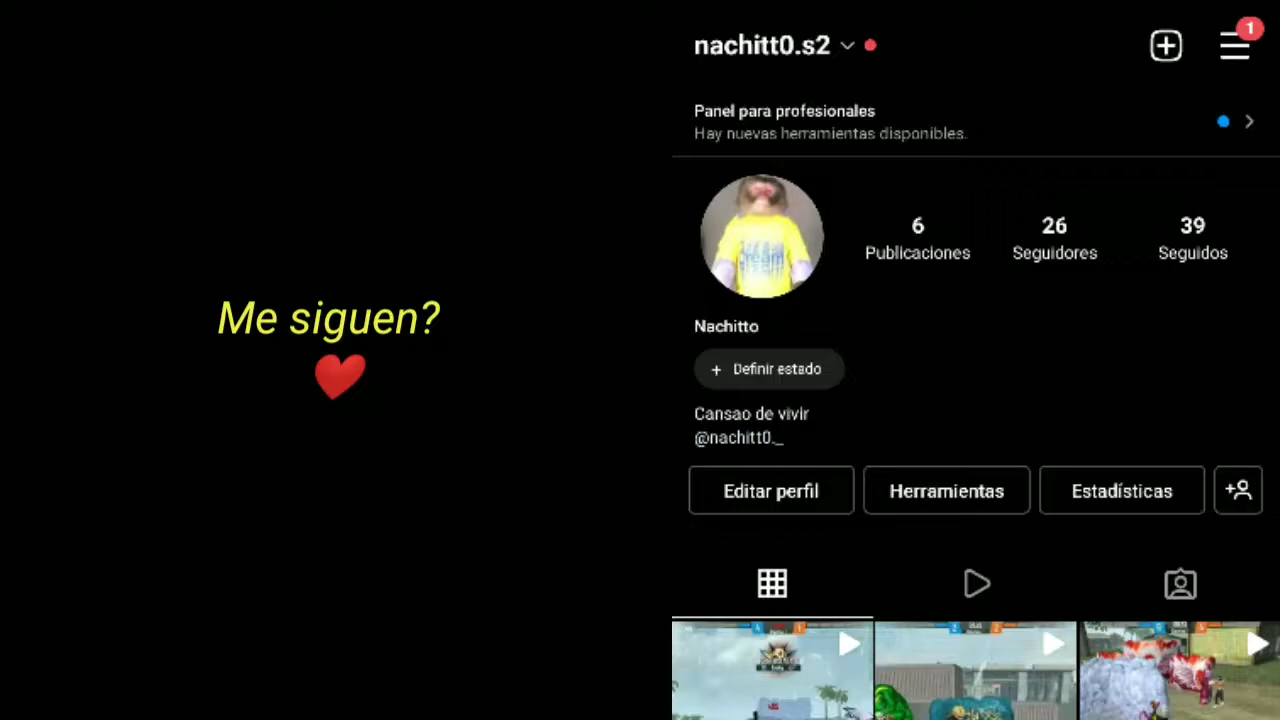 Me siguen?
nachitt0.s2
1
Panel para profesionales
Hay nuevas herramientas disponibles.
6
Publicaciones
26
Seguidores
39
Seguidos
Nachitto
+ Definir estado
Cansao de vivir
@nachitt0._
Editar perfil
Herramientas
Estadísticas